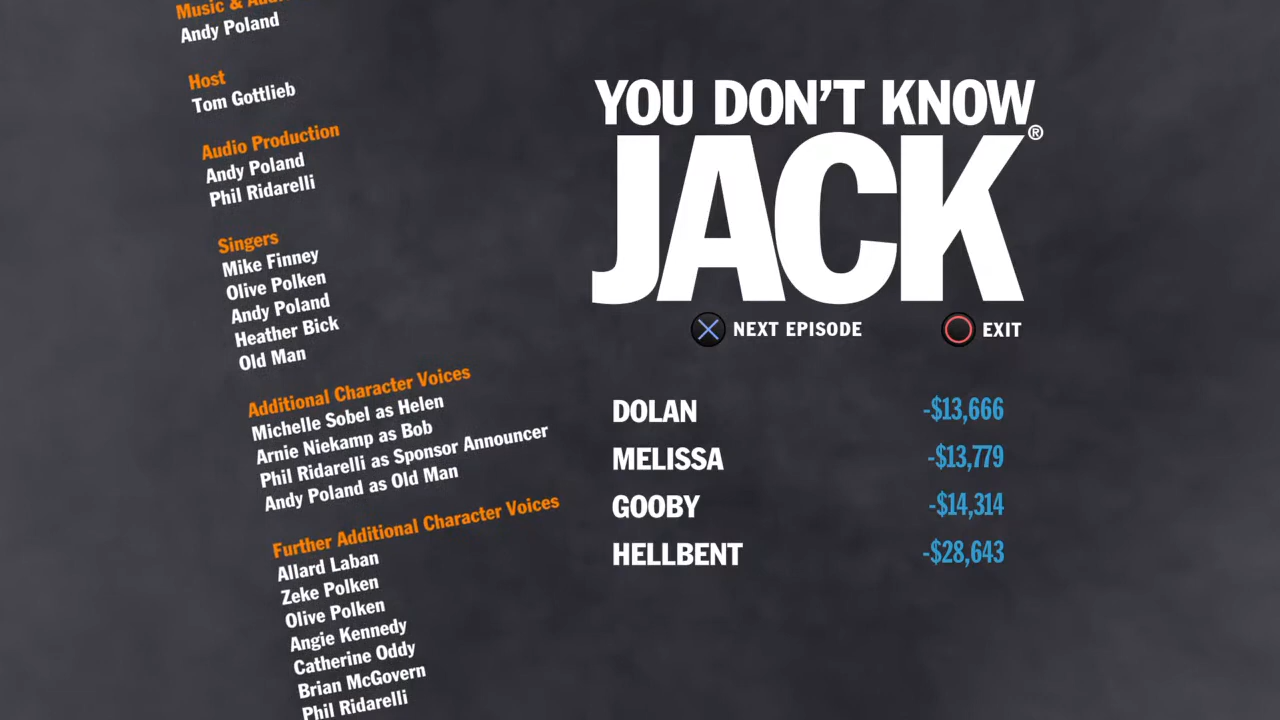 Music &
Andy Poland
Host
Tom Gottlieb
Audio Production
Andy Poland
Phil Ridarelli
Singers
Mike Finney
Olive Polken
Andy Poland
Heather Bick
Old Man
Additional Character Voices
Michelle Sobel as Helen
Arnie Niekamp as Bob
Phil Ridarelli as Sponsor Announcer
Andy Poland as Old Man
Further Additional Character Voices
Allard Laban
Zeke Polken
Olive Polken
Angie Kennedy
Catherine Oddy
Brian McGovern
Phil Ridarelli
YOU DON'T KNOW
JACK®
NEXT EPISODE EXIT
DOLAN -$13,666
MELISSA -$13,779
GOOBY -$14,314
HELLBENT -$28,643